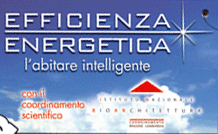 EFFICIENZA
ENERGETICA
l'abitare intelligente
con il
coordinamento
scientifico
ISTITUTO NAZIONALE
BIOARCHITETTURA